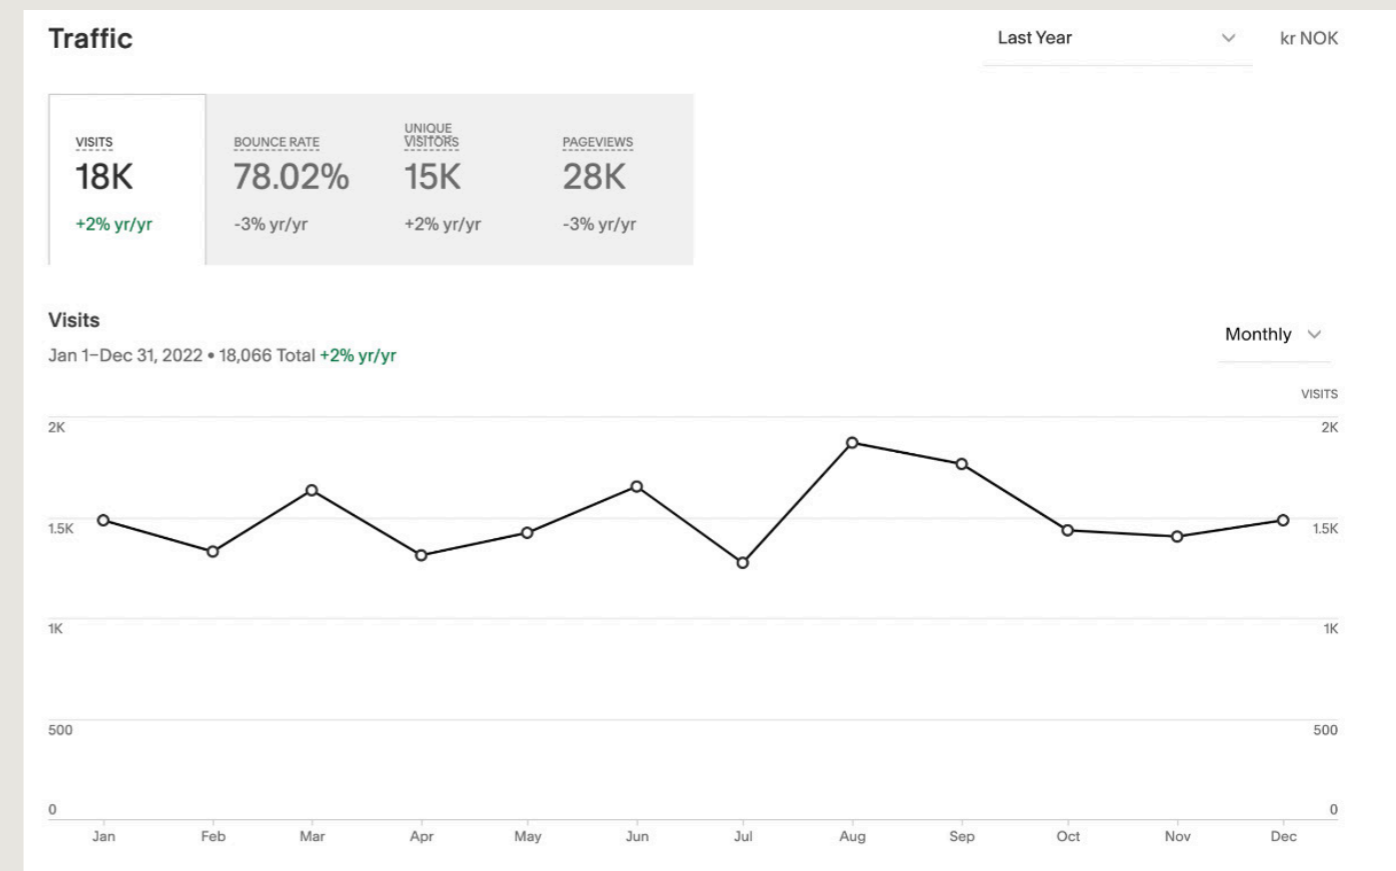 Traffic
Last Year
kr NOK
VISITS
18K
+2% yr/yr
BOUNCE RATE
78.02%
-3% yr/yr
UNIQUE
VISITORS
15K
+2% yr/yr
PAGEVIEWS
28K
-3% yr/yr
Visits
Monthly
Jan 1–Dec 31, 2022 • 18,066 Total +2% yr/yr
VISITS
2K 2K
1.5K 1.5K
1K 1K
500 500
0 0
Jan Feb Mar Apr May Jun Jul Aug Sep Oct Nov Dec